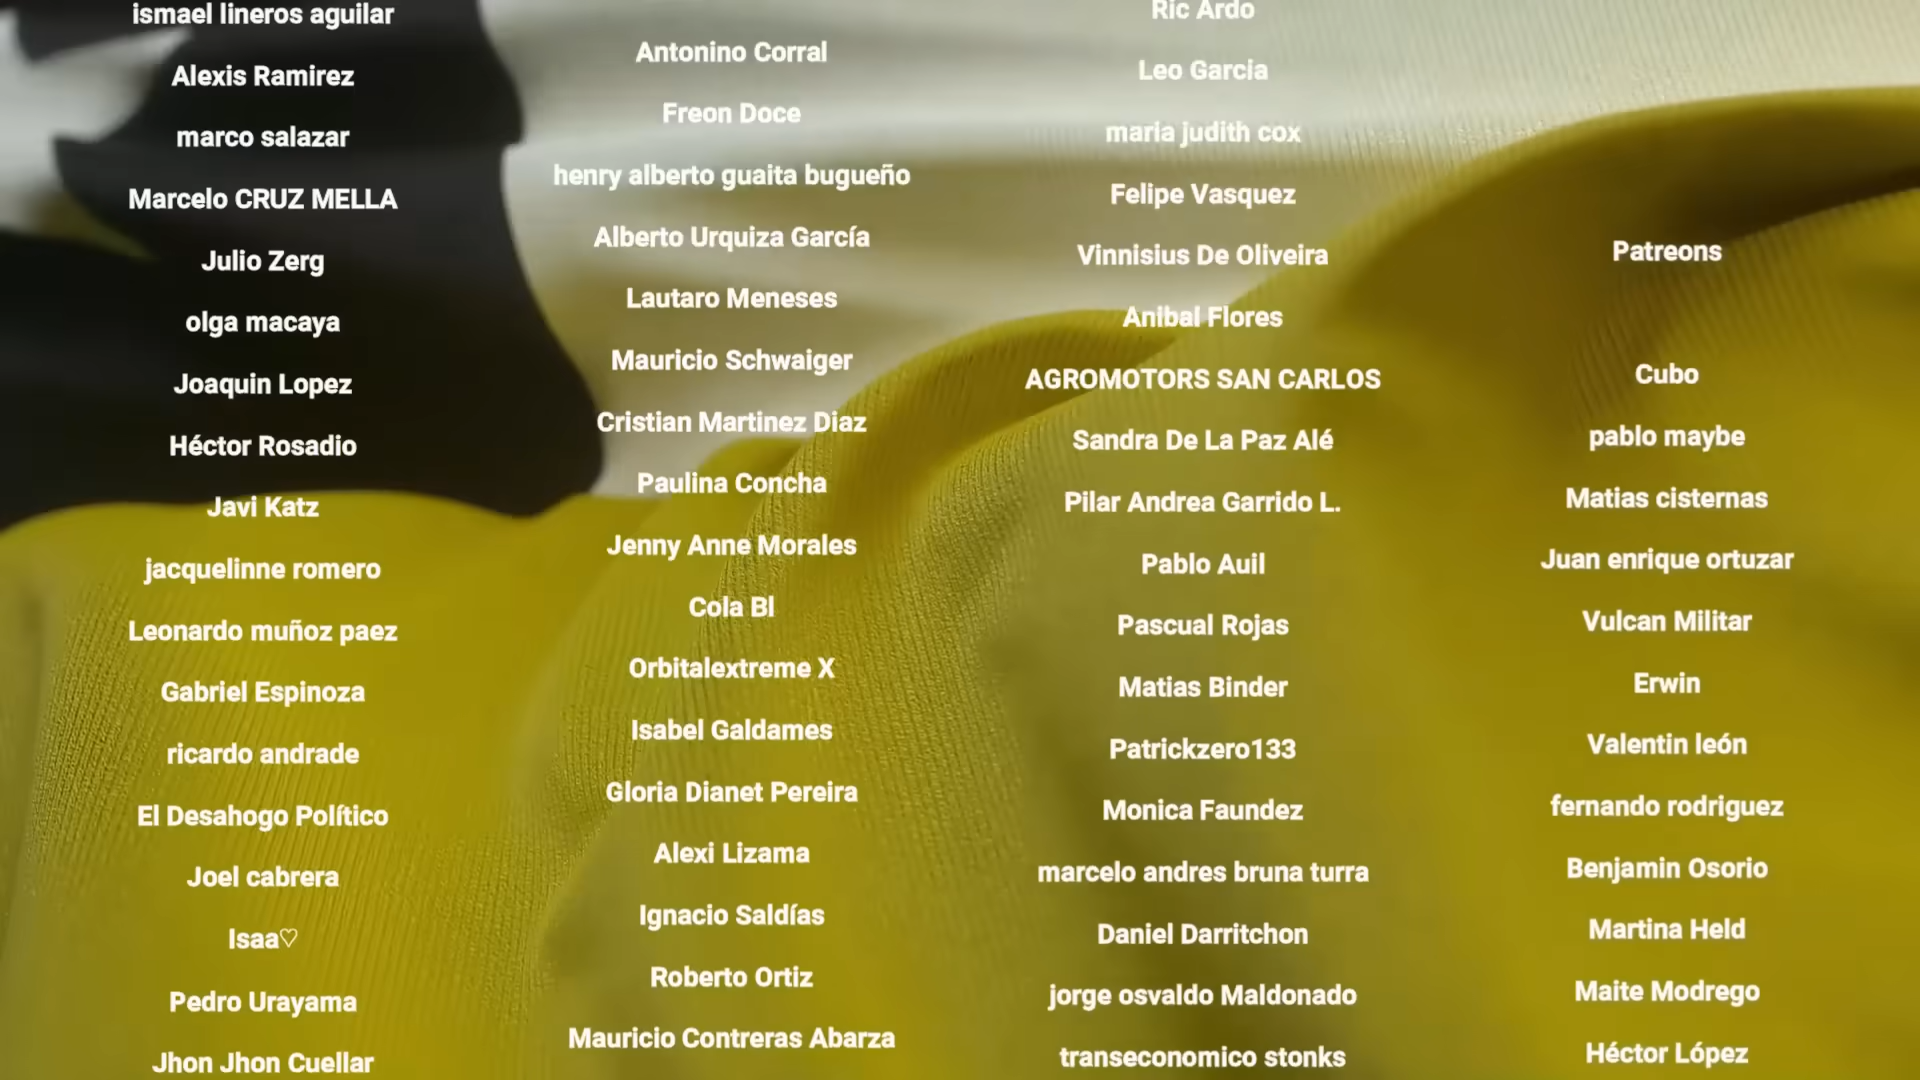 ismael lineros aguilar
Alexis Ramirez
marco salazar
Marcelo CRUZ MELLA
Julio Zerg
olga macaya
Joaquin Lopez
Héctor Rosadio
Javi Katz
jacquelinne romero
Leonardo muñoz paez
Gabriel Espinoza
ricardo andrade
El Desahogo Político
Joel cabrera
Isaa♡
Pedro Urayama
Jhon Jhon Cuellar
Antonino Corral
Freon Doce
henry alberto guaita bugueño
Alberto Urquiza García
Lautaro Meneses
Mauricio Schwaiger
Cristian Martinez Diaz
Paulina Concha
Jenny Anne Morales
Cola Bl
Orbitalextreme X
Isabel Galdames
Gloria Dianet Pereira
Alexi Lizama
Ignacio Saldías
Roberto Ortiz
Mauricio Contreras Abarza
Ric Ardo
Leo Garcia
maria judith cox
Felipe Vasquez
Vinnisius De Oliveira
Anibal Flores
AGROMOTORS SAN CARLOS
Sandra De La Paz Alé
Pilar Andrea Garrido L.
Pablo Auil
Pascual Rojas
Matias Binder
Patrickzero133
Monica Faundez
marcelo andres bruna turra
Daniel Darritchon
jorge osvaldo Maldonado
transeconomico stonks
Patreons
Cubo
pablo maybe
Matias cisternas
Juan enrique ortuzar
Vulcan Militar
Erwin
Valentin león
fernando rodriguez
Benjamin Osorio
Martina Held
Maite Modrego
Héctor López